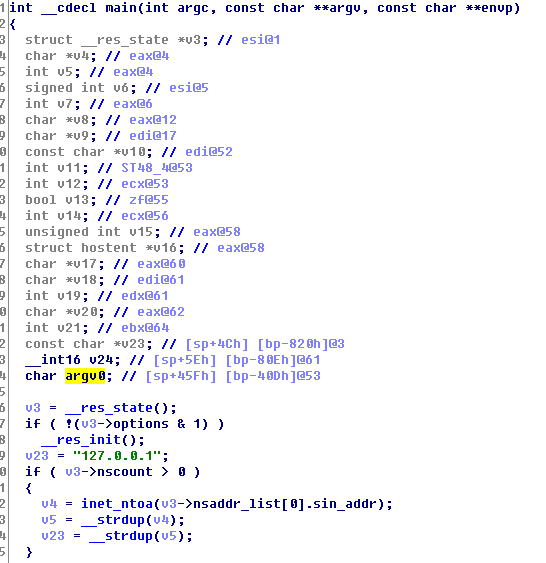 1 int __cdecl main(int argc, const char **argv, const char **envp)
2 {
3 struct __res_state *v3; // esi@1
4 char *v4; // eax@4
5 int v5; // eax@4
6 signed int v6; // esi@5
7 int v7; // eax@6
8 char *v8; // eax@12
9 char *v9; // edi@17
0 const char *v10; // edi@52
1 int v11; // ST48_4@53
2 int v12; // ecx@53
3 bool v13; // zf@55
4 int v14; // ecx@56
5 unsigned int v15; // eax@58
6 struct hostent *v16; // eax@58
7 char *v17; // eax@60
8 char *v18; // edi@61
9 int v19; // edx@61
0 char *v20; // eax@62
1 int v21; // ebx@64
2 const char *v23; // [sp+4Ch] [bp-820h]@3
3 __int16 v24; // [sp+5Eh] [bp-80Eh]@61
4 char argv0; // [sp+45Fh] [bp-40Dh]@53
5
6 v3 = __res_state();
7 if ( !(v3->options & 1) )
8 __res_init();
9 v23 = "127.0.0.1";
0 if ( v3->nscount > 0 )
1 {
2 v4 = inet_ntoa(v3->nsaddr_list[0].sin_addr);
3 v5 = __strdup(v4);
4 v23 = __strdup(v5);
5 }